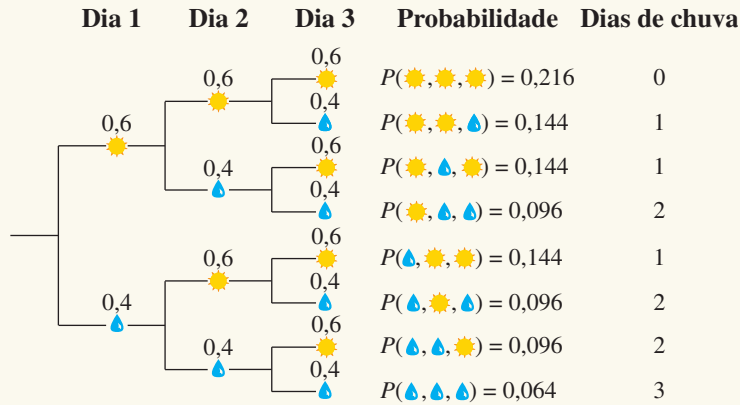 Dia 1 Dia 2 Dia 3 Probabilidade Dias de chuva
0,6
0,6 P(☀, ☀, ☀) = 0,216 0
0,4
0,6 P(☀, ☀, 💧) = 0,144 1
0,6
0,4 P(☀, 💧, ☀) = 0,144 1
0,4
P(☀, 💧, 💧) = 0,096 2
0,6
0,6 P(💧, ☀, ☀) = 0,144 1
0,4
0,4 P(💧, ☀, 💧) = 0,096 2
0,6
0,4 P(💧, 💧, ☀) = 0,096 2
0,4
P(💧, 💧, 💧) = 0,064 3